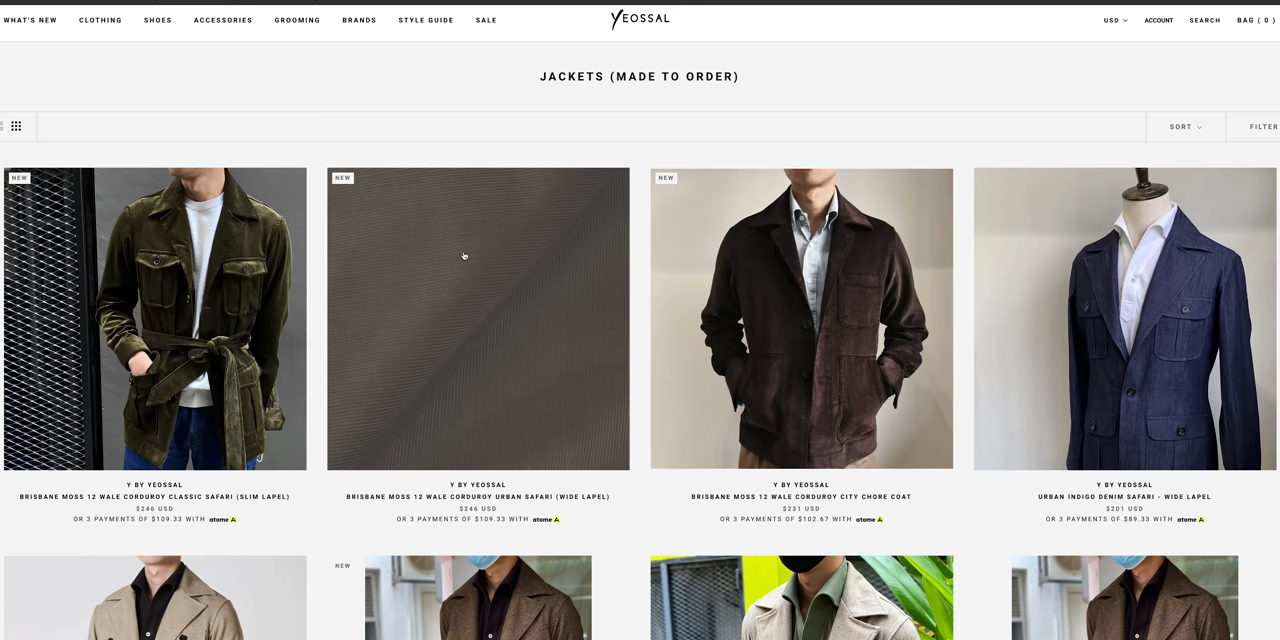 WHAT'S NEW CLOTHING SHOES ACCESSORIES GROOMING BRANDS STYLE GUIDE SALE YEOSSAL USD ACCOUNT SEARCH BAG ( 0 )
JACKETS (MADE TO ORDER)
SORT FILTER
NEW NEW NEW
Y BY YEOSSAL
BRISBANE MOSS 12 WALE CORDUROY CLASSIC SAFARI (SLIM LAPEL)
$246 USD
OR 3 PAYMENTS OF $109.33 WITH atome
Y BY YEOSSAL
BRISBANE MOSS 12 WALE CORDUROY URBAN SAFARI (WIDE LAPEL)
$246 USD
OR 3 PAYMENTS OF $109.33 WITH atome
Y BY YEOSSAL
BRISBANE MOSS 12 WALE CORDUROY CITY CHORE COAT
$231 USD
OR 3 PAYMENTS OF $102.67 WITH atome
Y BY YEOSSAL
URBAN INDIGO DENIM SAFARI - WIDE LAPEL
$201 USD
OR 3 PAYMENTS OF $89.33 WITH atome
NEW